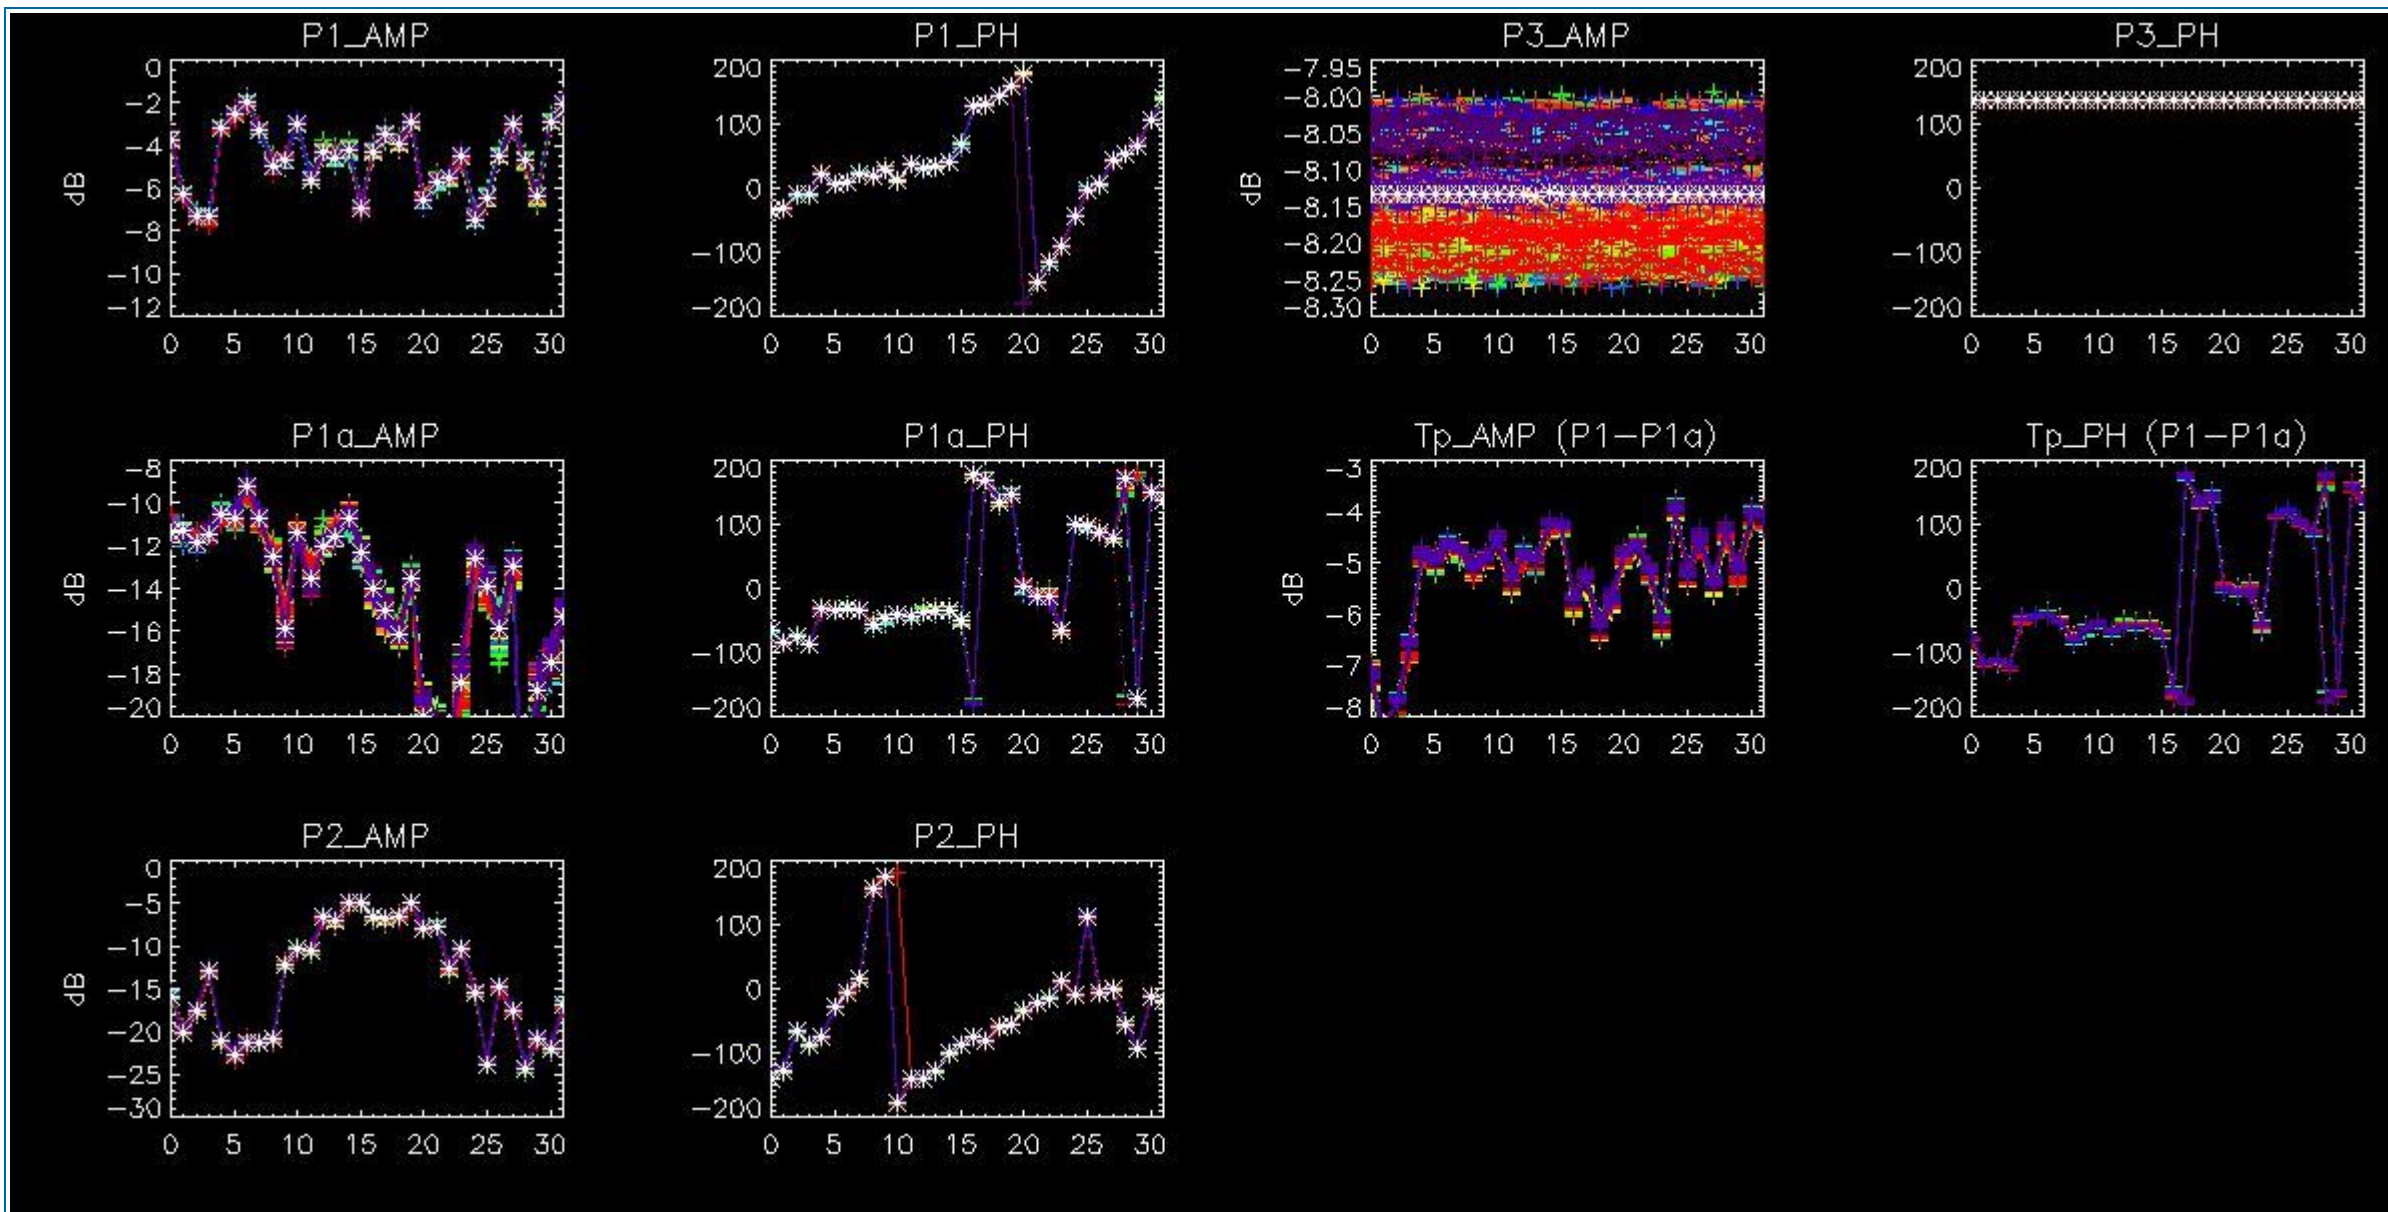 P1_AMP P1_PH P3_AMP P3_PH
dB 0 −2 −4 −6 −8 −10 −12
200 100 0 −100 −200
dB −7.95 −8.00 −8.05 −8.10 −8.15 −8.20 −8.25 −8.30
200 100 0 −100 −200
0 5 10 15 20 25 30 0 5 10 15 20 25 30 0 5 10 15 20 25 30 0 5 10 15 20 25 30
P1a_AMP P1a_PH Tp_AMP (P1−P1a) Tp_PH (P1−P1a)
dB −8 −10 −12 −14 −16 −18 −20
200 100 0 −100 −200
dB −3 −4 −5 −6 −7 −8
200 100 0 −100 −200
0 5 10 15 20 25 30 0 5 10 15 20 25 30 0 5 10 15 20 25 30 0 5 10 15 20 25 30
P2_AMP P2_PH
dB 0 −5 −10 −15 −20 −25 −30
200 100 0 −100 −200
0 5 10 15 20 25 30 0 5 10 15 20 25 30